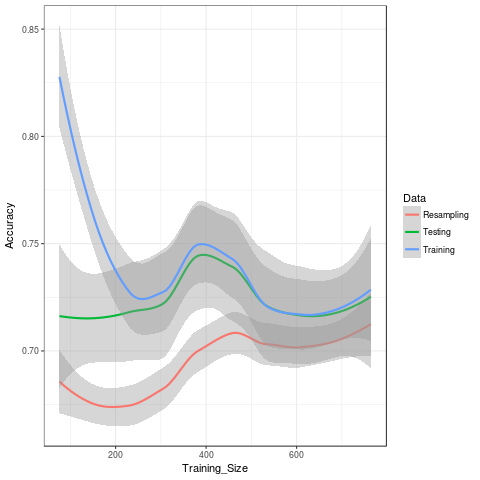 0.85
0.80
0.75
0.70
Accuracy
200
400
600
Training_Size
Data
Resampling
Testing
Training